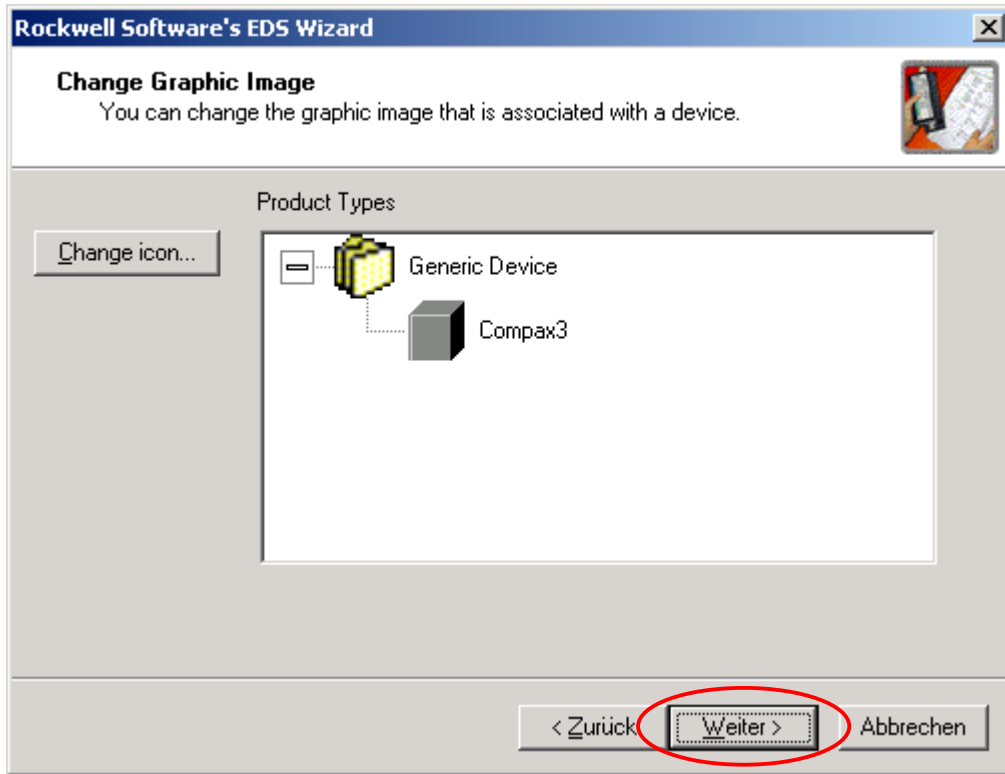 Rockwell Software's EDS Wizard
Change Graphic Image
You can change the graphic image that is associated with a device.
Product Types
Change icon...
Generic Device
Compax3
< Zurück
Weiter >
Abbrechen